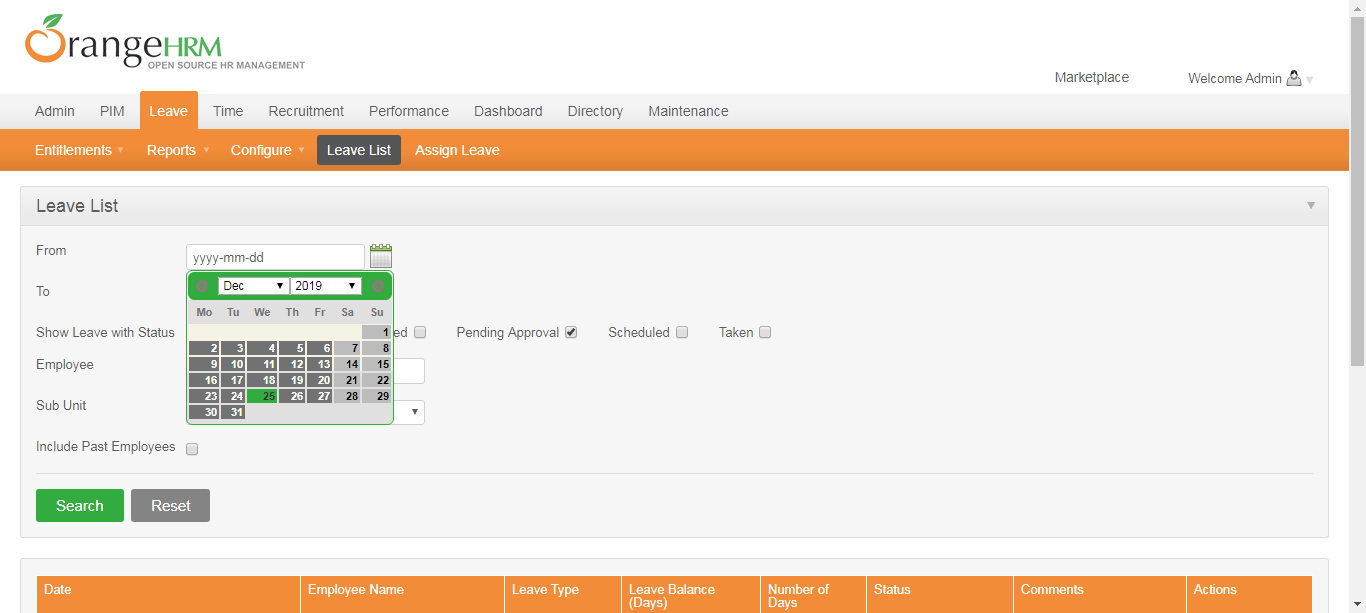 OrangeHRM
OPEN SOURCE HR MANAGEMENT
Marketplace
Welcome Admin
Admin PIM Leave Time Recruitment Performance Dashboard Directory Maintenance
Entitlements Reports Configure Leave List Assign Leave
Leave List
From yyyy-mm-dd
Dec 2019
To
Mo Tu We Th Fr Sa Su
1
Show Leave with Status ed Pending Approval Scheduled Taken
2 3 4 5 6 7 8
9 10 11 12 13 14 15
Employee
16 17 18 19 20 21 22
23 24 25 26 27 28 29
Sub Unit
30 31
Include Past Employees
Search Reset
Date Employee Name Leave Type Leave Balance (Days) Number of Days Status Comments Actions